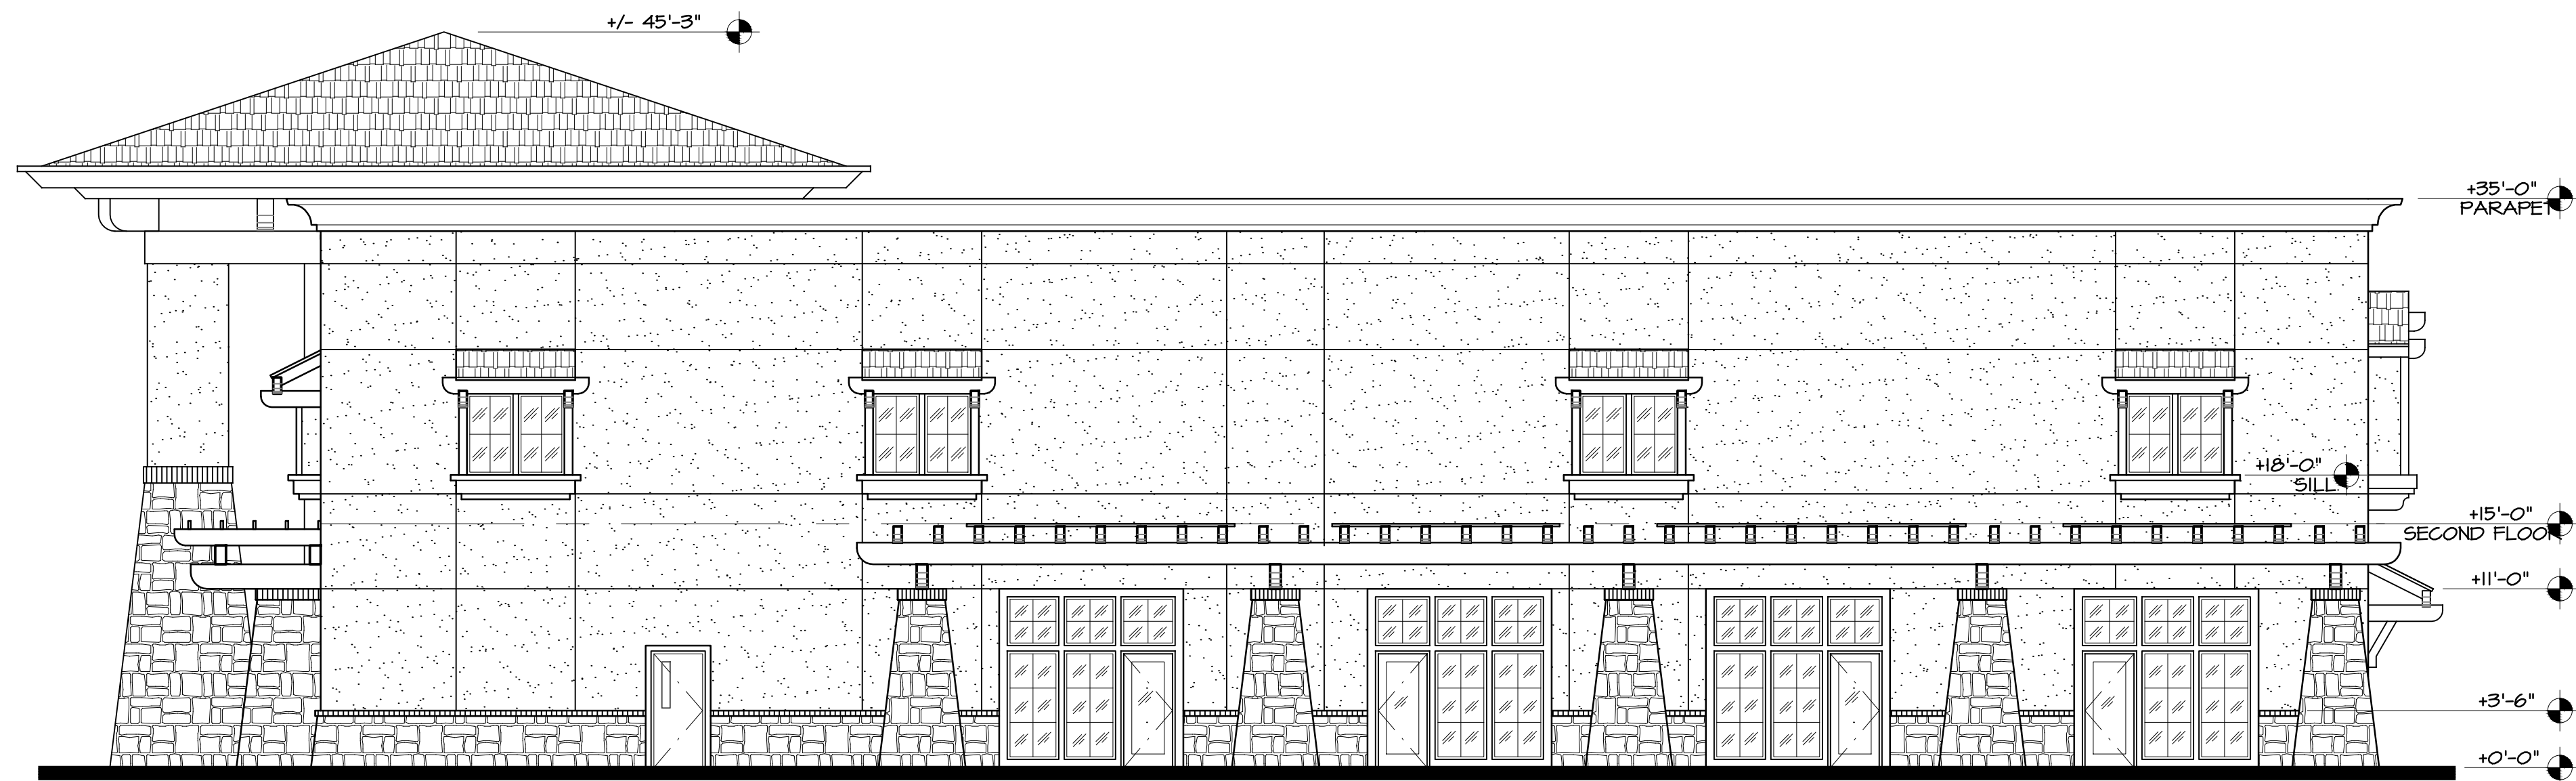 +/- 45'-3"
+35'-0"
PARAPET
+18'-0"
SILL
+15'-0"
SECOND FLOOR
+11'-0"
+3'-6"
+0'-0"